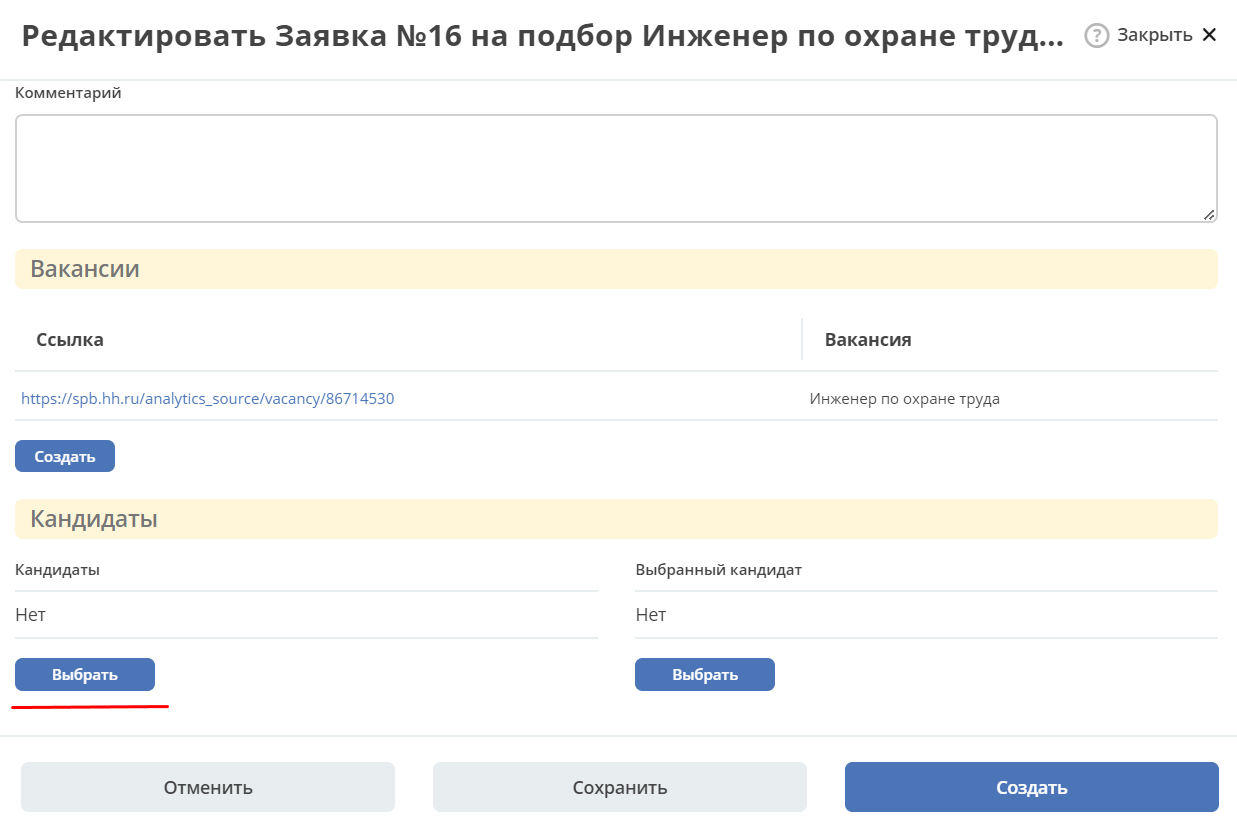 Редактировать Заявка №16 на подбор Инженер по охране труд...
? Закрыть ×
Комментарий
Вакансии
Ссылка Вакансия
https://spb.hh.ru/analytics_source/vacancy/86714530 Инженер по охране труда
Создать
Кандидаты
Кандидаты Выбранный кандидат
Нет Нет
Выбрать Выбрать
Отменить Сохранить Создать